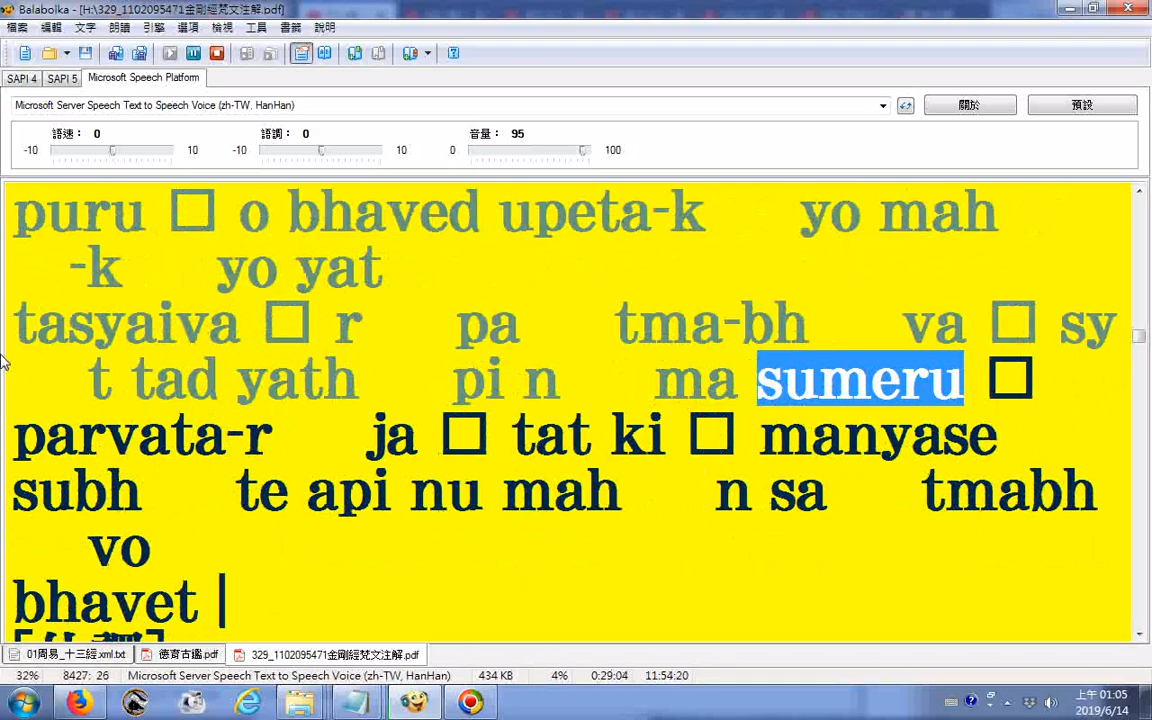 Balabolka - [H:\329_1102095471金剛經梵文注解.pdf]
檔案 編輯 文字 朗讀 引擎 選項 檢視 工具 書籤 說明
SAPI 4 SAPI 5 Microsoft Speech Platform
Microsoft Server Speech Text to Speech Voice (zh-TW, HanHan) 關於 預設
語速： 0 語調： 0 音量： 95
-10 10 -10 10 0 100
puru □ o bhaved upeta-k yo mah
-k yo yat
tasyaiva □ r pa tma-bh va □ sy
t tad yath pi n ma sumeru □
parvata-r ja □ tat ki □ manyase
subh te api nu mah n sa tmabh
vo
bhavet |
01周易_十三經.xml.txt 德育古鑑.pdf 329_1102095471金剛經梵文注解.pdf
32% 8427: 26 Microsoft Server Speech Text to Speech Voice (zh-TW, HanHan) 434 KB 4% 0:29:04 11:54:20
上午 01:05
2019/6/14